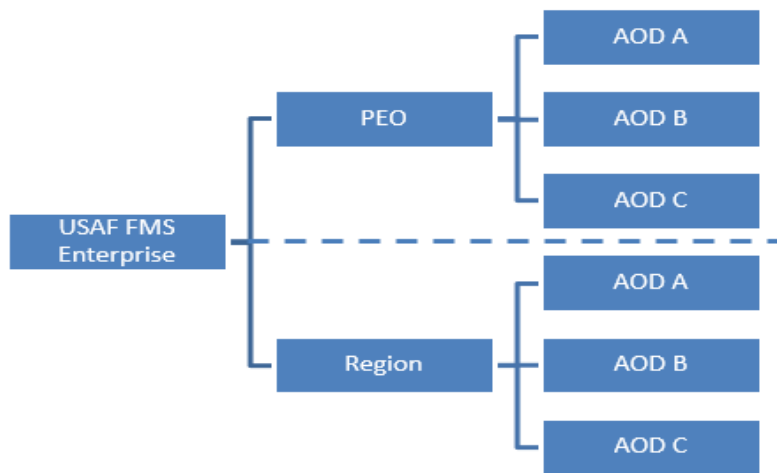 USAF FMS
Enterprise
PEO
AOD A
AOD B
AOD C
Region
AOD A
AOD B
AOD C